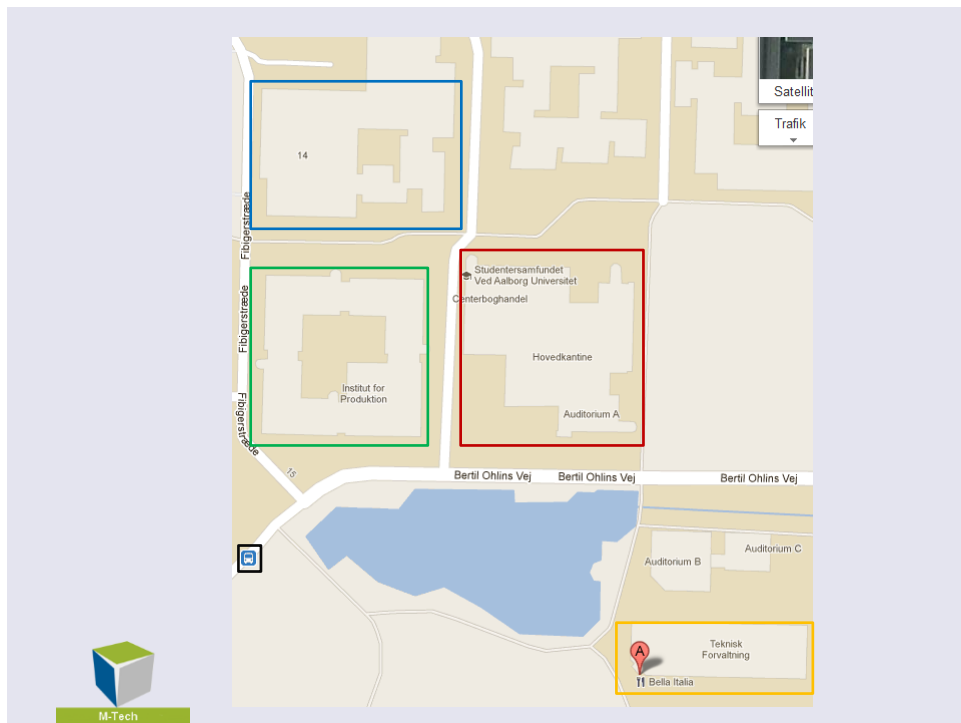 Satellit
Trafik
14
Fibigerstræde
Studentersamfundet
Ved Aalborg Universitet
Centerboghandel
Fibigerstræde
Hovedkantine
Institut for
Produktion
Auditorium A
Fibigerstræde
15
Bertil Ohlins Vej
Bertil Ohlins Vej
Bertil Ohlins Vej
Auditorium C
Auditorium B
Teknisk
Forvaltning
A
Bella Italia
M-Tech